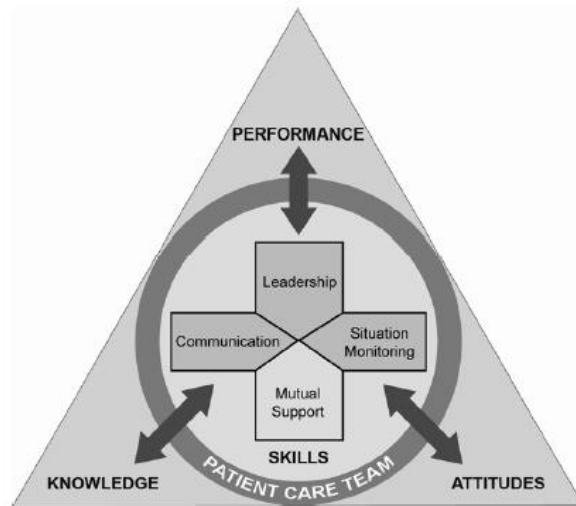 PERFORMANCE
Leadership
Communication
Situation
Monitoring
Mutual
Support
SKILLS
PATIENT CARE TEAM
KNOWLEDGE
ATTITUDES